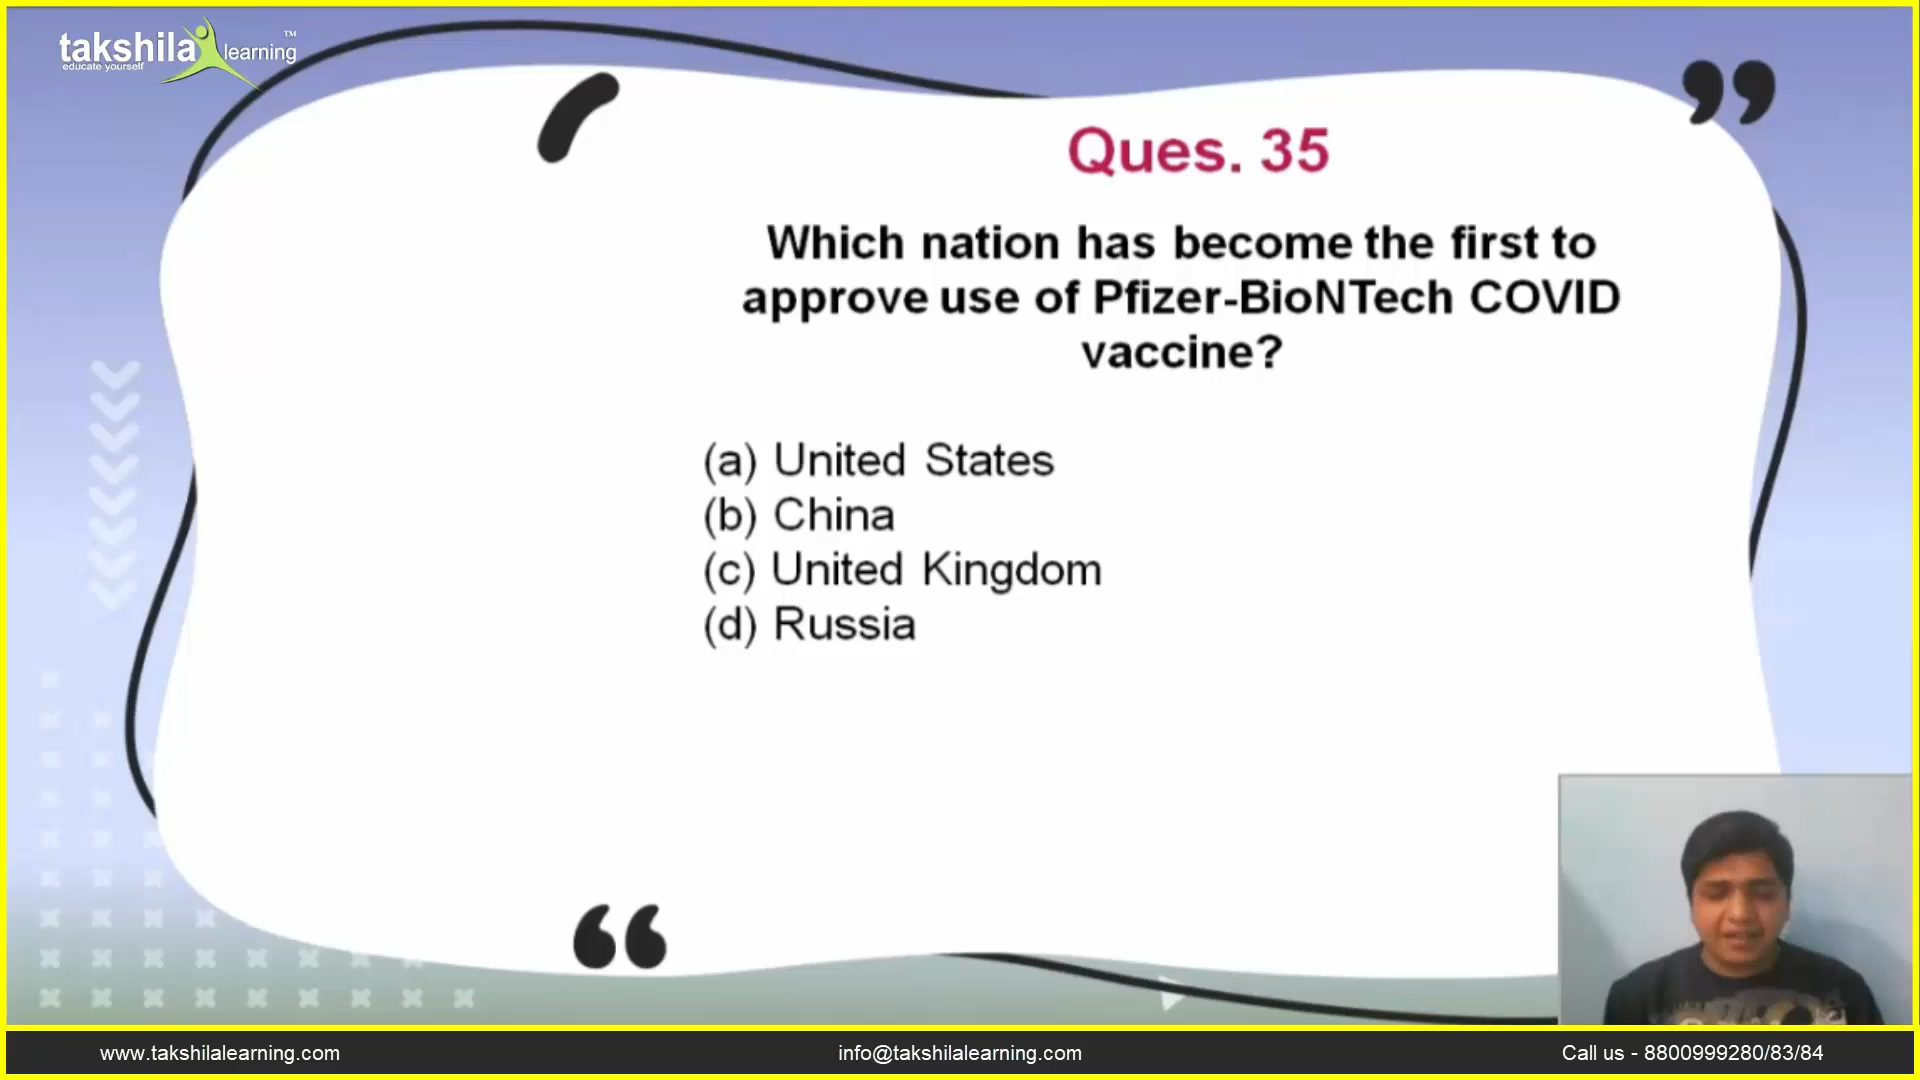 takshila learning™
educate yourself
Ques. 35
Which nation has become the first to
approve use of Pfizer-BioNTech COVID
vaccine?
(a) United States
(b) China
(c) United Kingdom
(d) Russia
www.takshilalearning.com
info@takshilalearning.com
Call us - 8800999280/83/84